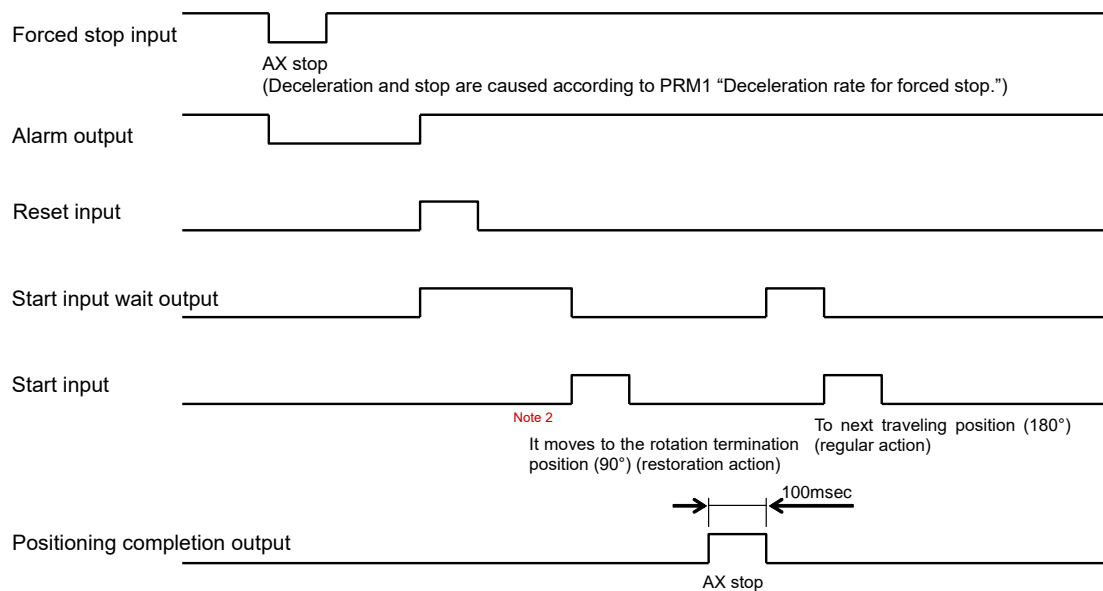 Forced stop input
AX stop
(Deceleration and stop are caused according to PRM1 “Deceleration rate for forced stop.”)
Alarm output
Reset input
Start input wait output
Start input
Note 2
It moves to the rotation termination
position (90°) (restoration action)
To next traveling position (180°)
(regular action)
100msec
Positioning completion output
AX stop